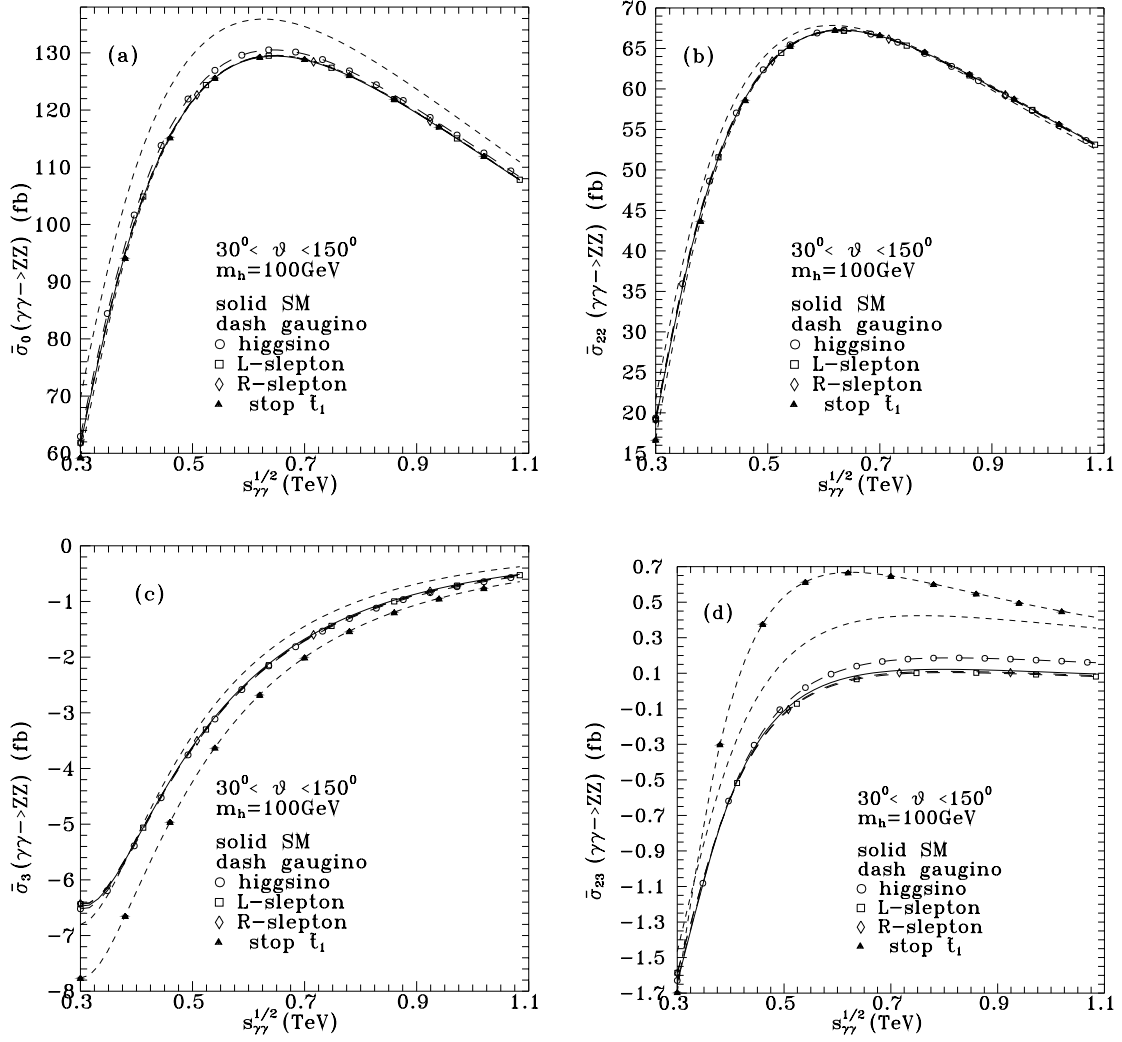 (a)
σ̄₀(γγ−>ZZ) (fb)
130
120
110
100
90
80
70
60
30⁰< ϑ <150⁰
mₕ=100GeV
solid SM
dash gaugino
higgsino
L−slepton
R−slepton
stop t̃₁
0.3 0.5 0.7 0.9 1.1
s_γγ^1/2 (TeV)
(b)
σ̄₂₂(γγ−>ZZ) (fb)
70
65
60
55
50
45
40
35
30
25
20
15
30⁰< ϑ <150⁰
mₕ=100GeV
solid SM
dash gaugino
higgsino
L−slepton
R−slepton
stop t̃₁
0.3 0.5 0.7 0.9 1.1
s_γγ^1/2 (TeV)
(c)
σ̄₃(γγ−>ZZ) (fb)
0
−1
−2
−3
−4
−5
−6
−7
−8
30⁰< ϑ <150⁰
mₕ=100GeV
solid SM
dash gaugino
higgsino
L−slepton
R−slepton
stop t̃₁
0.3 0.5 0.7 0.9 1.1
s_γγ^1/2 (TeV)
(d)
σ̄₂₃(γγ−>ZZ) (fb)
0.7
0.5
0.3
0.1
−0.1
−0.3
−0.5
−0.7
−0.9
−1.1
−1.3
−1.5
−1.7
30⁰< ϑ <150⁰
mₕ=100GeV
solid SM
dash gaugino
higgsino
L−slepton
R−slepton
stop t̃₁
0.3 0.5 0.7 0.9 1.1
s_γγ^1/2 (TeV)